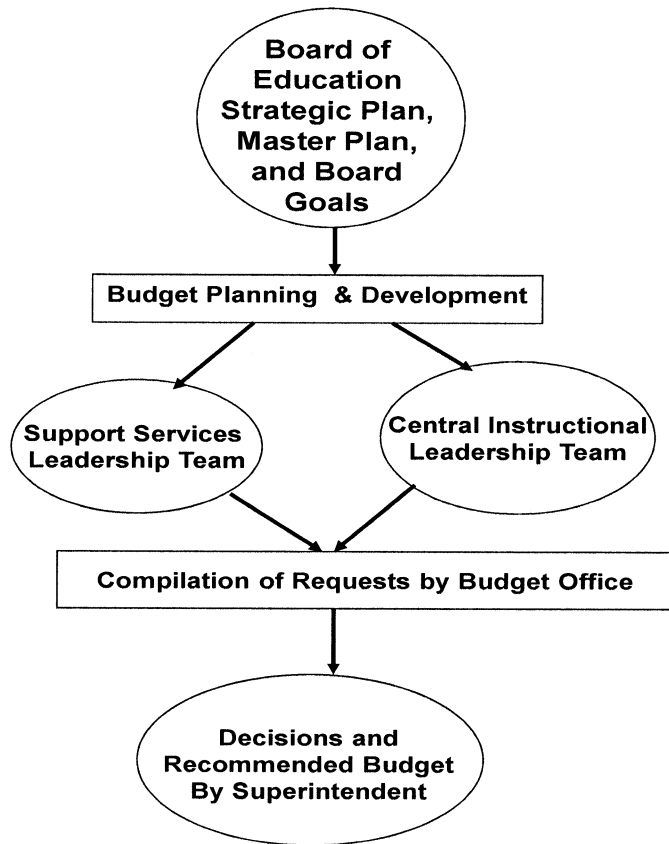 Board of
Education
Strategic Plan,
Master Plan,
and Board
Goals
Budget Planning & Development
Support Services
Leadership Team
Central Instructional
Leadership Team
Compilation of Requests by Budget Office
Decisions and
Recommended Budget
By Superintendent